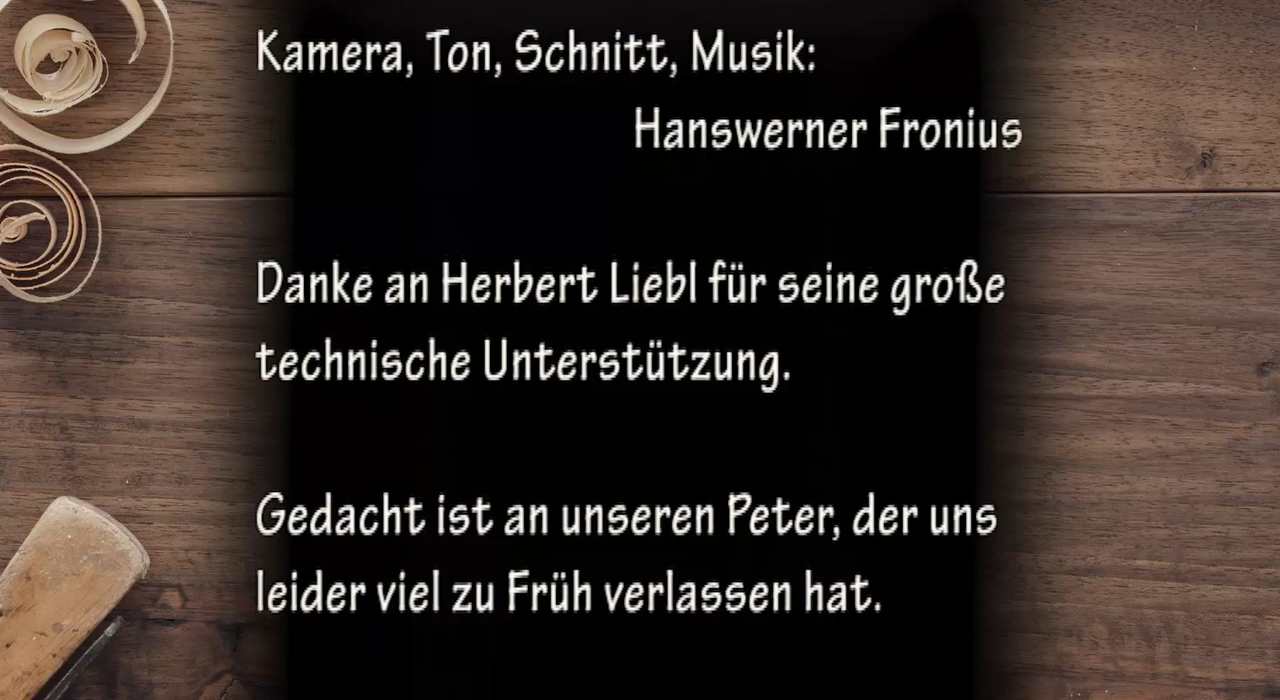 Kamera, Ton, Schnitt, Musik:
Hanswerner Fronius
Danke an Herbert Liebl für seine große
technische Unterstützung.
Gedacht ist an unseren Peter, der uns
leider viel zu Früh verlassen hat.